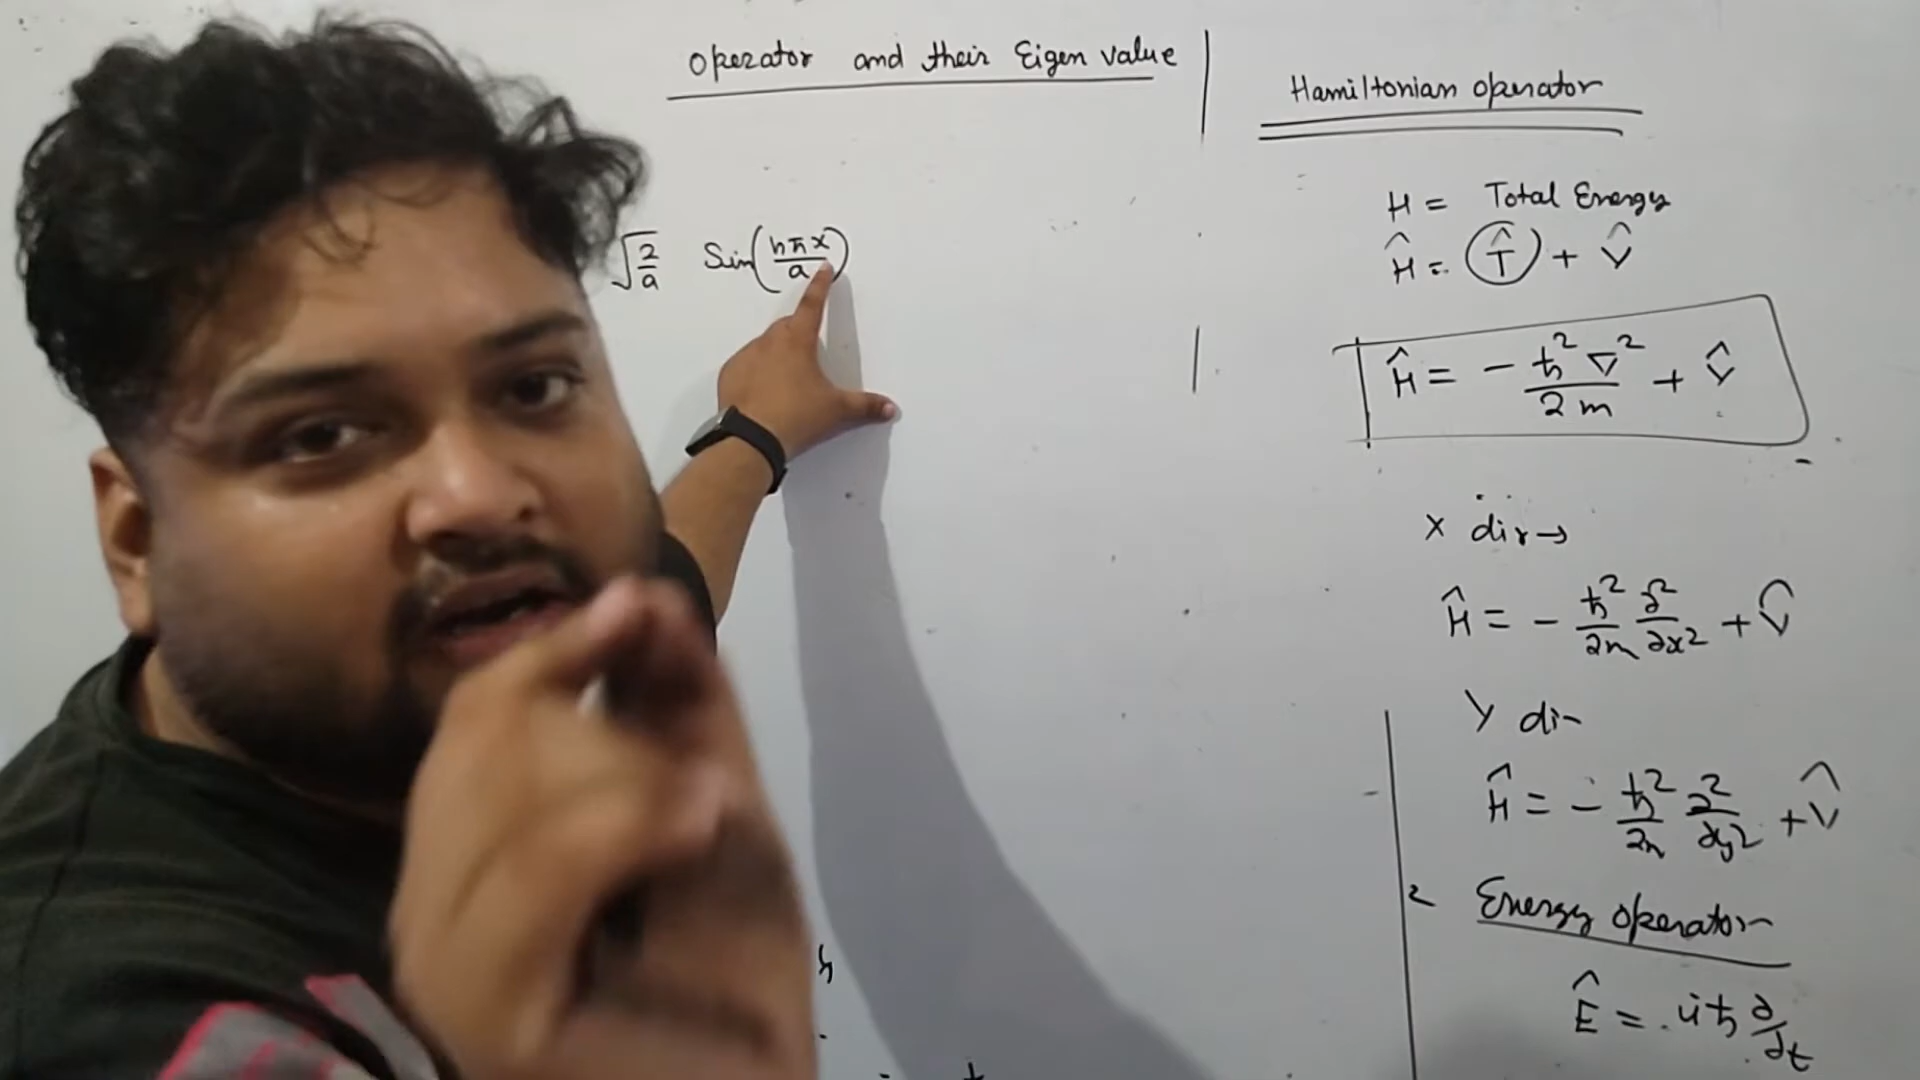 Operator and their Eigen value
√(2/a) Sin(nπx/a)
Hamiltonian operator
H = Total Energy
Ĥ = T̂ + V̂
Ĥ = - ℏ²∇²/2m + V̂
X dir→
Ĥ = - ℏ²/2m ∂²/∂x² + V̂
Y dir
Ĥ = - ℏ²/2m ∂²/∂y² + V̂
2 Energy operator
Ê = iℏ ∂/∂t